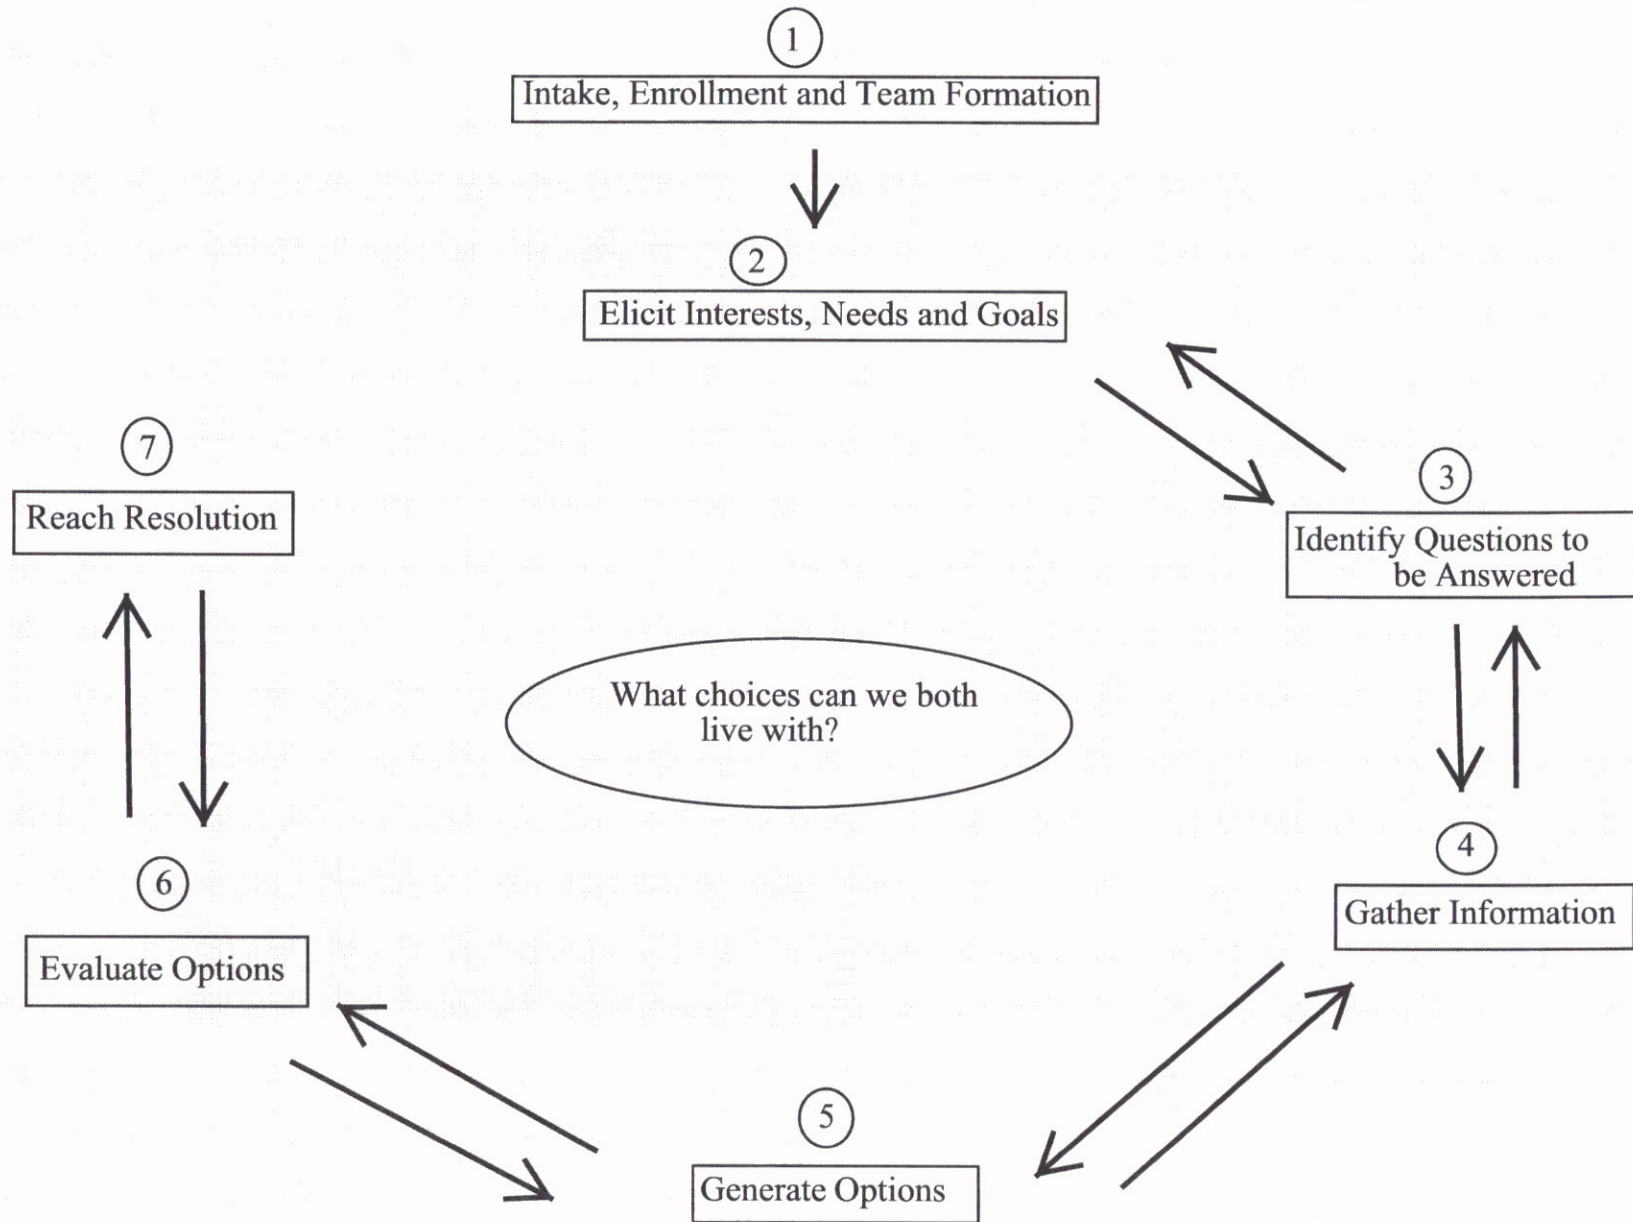 1
Intake, Enrollment and Team Formation
2
Elicit Interests, Needs and Goals
3
Identify Questions to
be Answered
4
Gather Information
5
Generate Options
6
Evaluate Options
7
Reach Resolution
What choices can we both
live with?